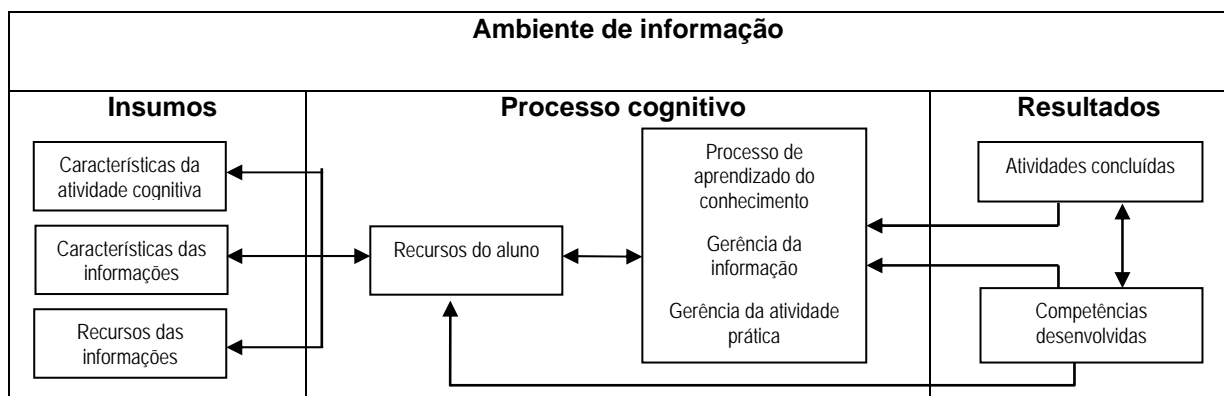 Ambiente de informação
Insumos
Processo cognitivo
Resultados
Características da
atividade cognitiva
Características das
informações
Recursos das
informações
Recursos do aluno
Processo de
aprendizado do
conhecimento
Gerência da
informação
Gerência da atividade
prática
Atividades concluídas
Competências
desenvolvidas